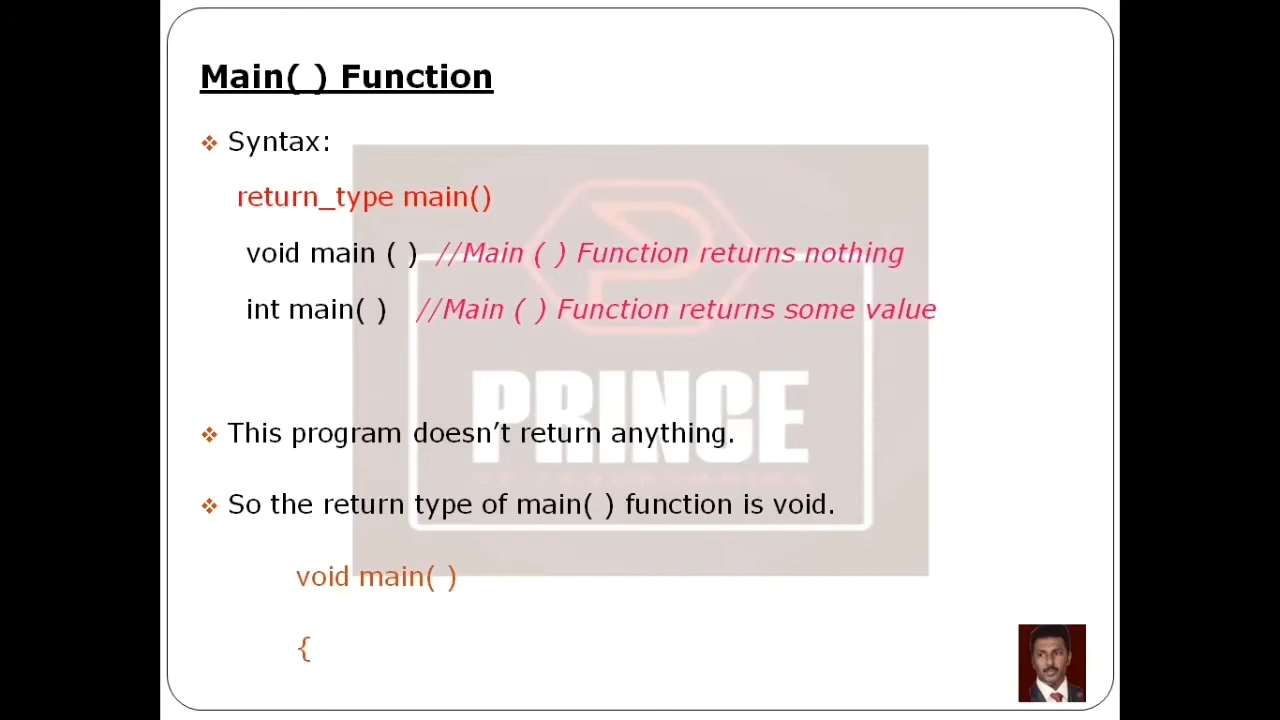 Main( ) Function
Syntax:
return_type main()
void main ( ) //Main ( ) Function returns nothing
int main( ) //Main ( ) Function returns some value
PRINCE
This program doesn’t return anything.
So the return type of main( ) function is void.
void main( )
{